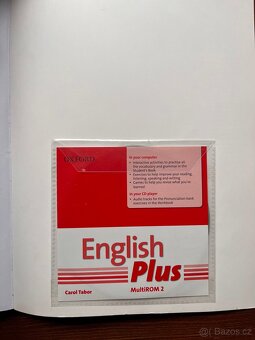 OXFORD
In your computer
• Interactive activities to practise all
the vocabulary and grammar in the
Student's Book
• Exercises to help improve your reading,
listening, speaking and writing
• Games to help you revise what you've
learned
In your CD player
• Audio tracks for the Pronunciation bank
exercises in the Workbook
English
Plus
MultiROM 2
Carol Tabor
Sbazar.cz